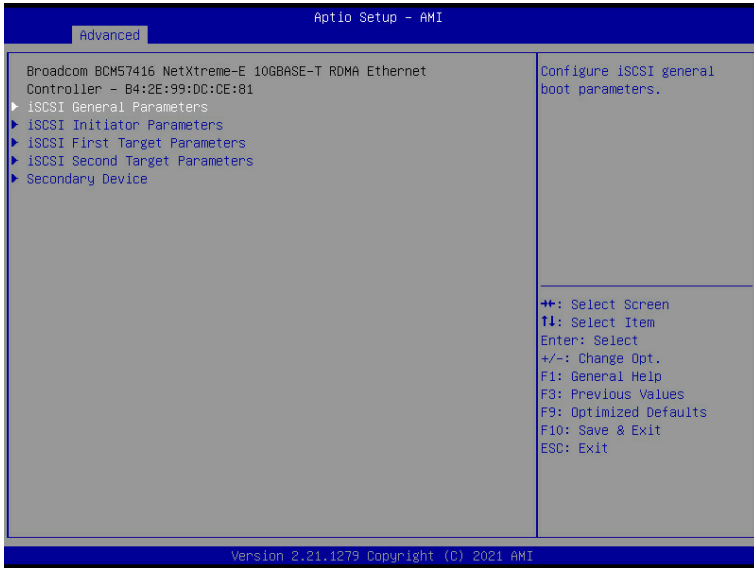 Aptio Setup – AMI
Advanced
Broadcom BCM57416 NetXtreme-E 10GBASE-T RDMA Ethernet
Controller – B4:2E:99:DC:CE:81
iSCSI General Parameters
iSCSI Initiator Parameters
iSCSI First Target Parameters
iSCSI Second Target Parameters
Secondary Device
Configure iSCSI general
boot parameters.
→←: Select Screen
↑↓: Select Item
Enter: Select
+/-: Change Opt.
F1: General Help
F3: Previous Values
F9: Optimized Defaults
F10: Save & Exit
ESC: Exit
Version 2.21.1279 Copyright (C) 2021 AMI